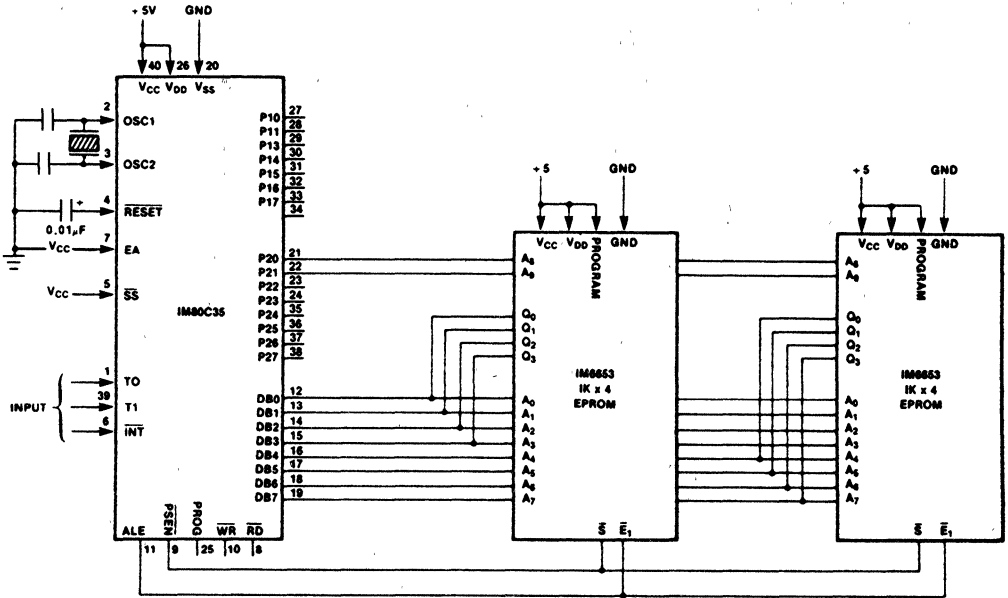 + 5V GND
40 26 20
VCC VDD VSS
2 OSC1
3 OSC2
4 RESET
+
0.01µF
7 EA
VCC
5 SS
VCC
IM80C35
INPUT
1 TO
39 T1
6 INT
P10 27
P11 28
P13 29
P14 30
P15 31
P16 32
P17 33
34
P20 21
P21 22
P22 23
P23 24
P24 35
P25 36
P26 37
P27 38
DB0 12
DB1 13
DB2 14
DB3 15
DB4 16
DB5 17
DB6 18
DB7 19
ALE PSEN PROG WR RD
11 9 25 10 8
+5 GND
VCC VDD PROGRAM GND
A8
A9
Q0
Q1
Q2
Q3
IM6653
IK x 4
EPROM
A0
A1
A2
A3
A4
A5
A6
A7
S E1
+5 GND
VCC VDD PROGRAM GND
A8
A9
Q0
Q1
Q2
Q3
IM6653
IK x 4
EPROM
A0
A1
A2
A3
A4
A5
A6
A7
S E1